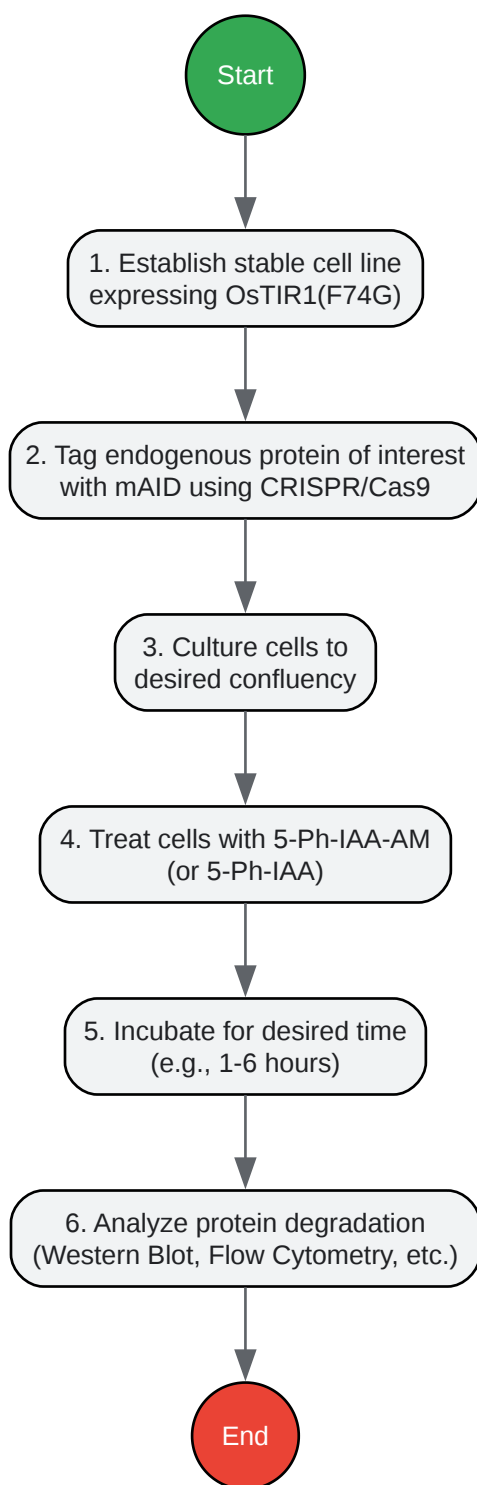 Start
1. Establish stable cell line
expressing OsTIR1(F74G)
2. Tag endogenous protein of interest
with mAID using CRISPR/Cas9
3. Culture cells to
desired confluency
4. Treat cells with 5-Ph-IAA-AM
(or 5-Ph-IAA)
5. Incubate for desired time
(e.g., 1-6 hours)
6. Analyze protein degradation
(Western Blot, Flow Cytometry, etc.)
End